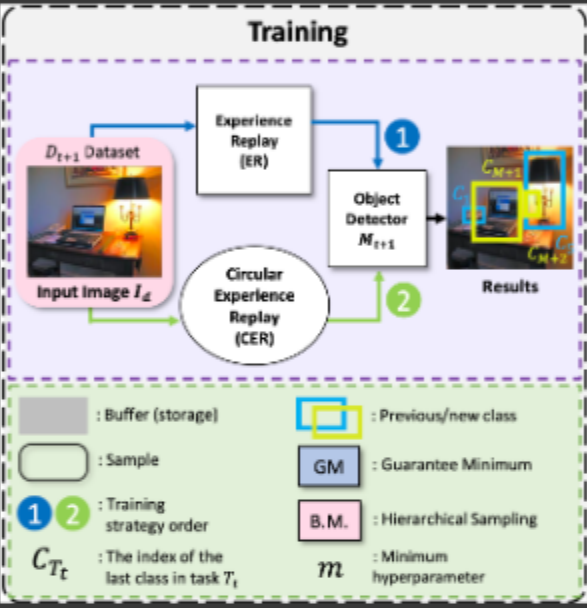 Training
D_{t+1} Dataset
Input Image I_d
Experience
Replay
(ER)
1
Circular
Experience
Replay
(CER)
2
Object
Detector
M_{t+1}
C_{M+1}
C_{M+2}
Results
: Buffer (storage)
: Sample
1 2 : Training
strategy order
C_{T_t} : The index of the
last class in task T_t
: Previous/new class
GM : Guarantee Minimum
B.M. : Hierarchical Sampling
m : Minimum
hyperparameter